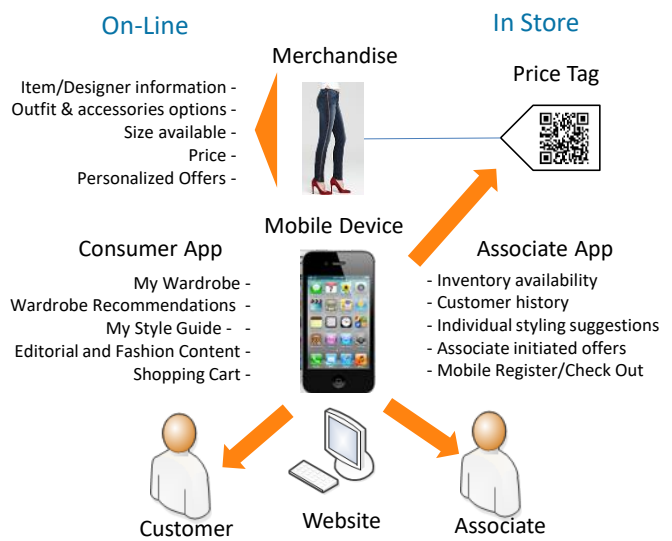 On-Line
In Store
Merchandise
Price Tag
Item/Designer information -
Outfit & accessories options -
Size available -
Price -
Personalized Offers -
Mobile Device
Consumer App
My Wardrobe -
Wardrobe Recommendations -
My Style Guide - -
Editorial and Fashion Content -
Shopping Cart -
Associate App
- Inventory availability
- Customer history
- Individual styling suggestions
- Associate initiated offers
- Mobile Register/Check Out
Customer
Website
Associate